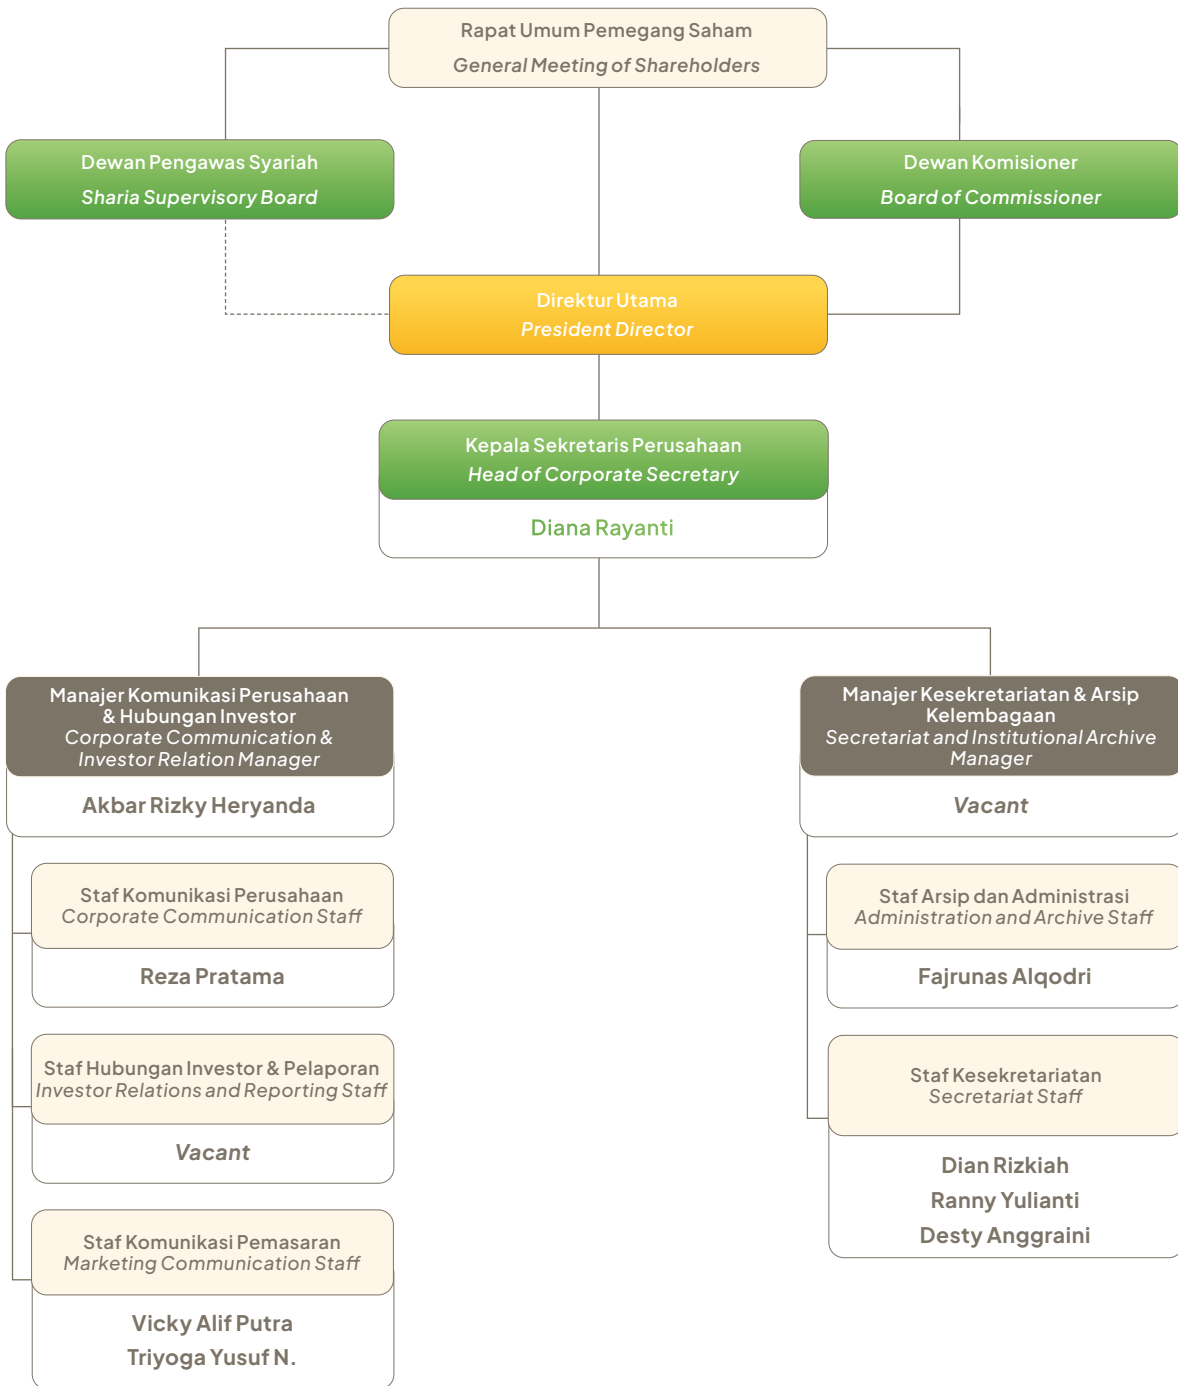 Rapat Umum Pemegang Saham
General Meeting of Shareholders
Dewan Pengawas Syariah
Sharia Supervisory Board
Dewan Komisioner
Board of Commissioner
Direktur Utama
President Director
Kepala Sekretaris Perusahaan
Head of Corporate Secretary
Diana Rayanti
Manajer Komunikasi Perusahaan
& Hubungan Investor
Corporate Communication &
Investor Relation Manager
Akbar Rizky Heryanda
Staf Komunikasi Perusahaan
Corporate Communication Staff
Reza Pratama
Staf Hubungan Investor & Pelaporan
Investor Relations and Reporting Staff
Vacant
Staf Komunikasi Pemasaran
Marketing Communication Staff
Vicky Alif Putra
Triyoga Yusuf N.
Manajer Kesekretariatan & Arsip
Kelembagaan
Secretariat and Institutional Archive
Manager
Vacant
Staf Arsip dan Administrasi
Administration and Archive Staff
Fajrunas Alqodri
Staf Kesekretariatan
Secretariat Staff
Dian Rizkiah
Ranny Yulianti
Desty Anggraini